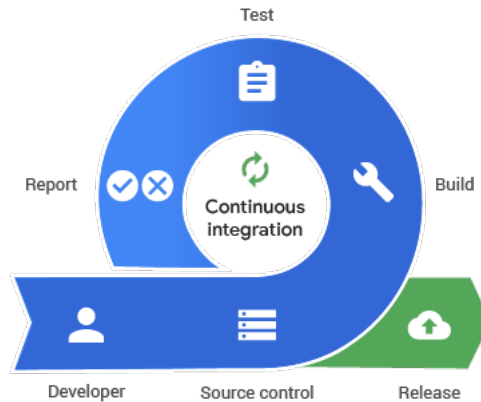 Test
Report
Continuous
integration
Build
Developer
Source control
Release